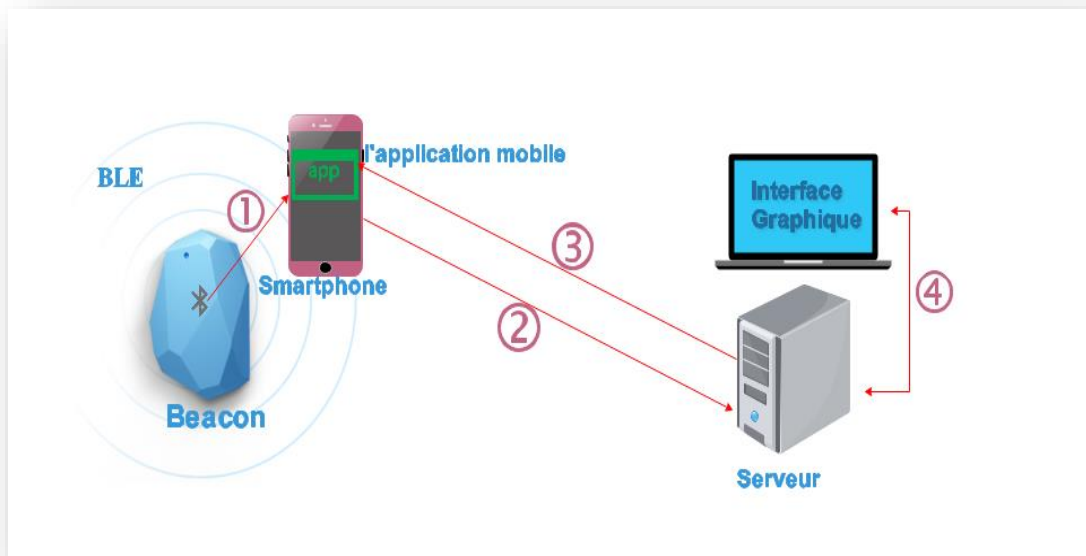 BLE
app
l'application mobile
①
Smartphone
Beacon
②
③
Interface
Graphique
④
Serveur